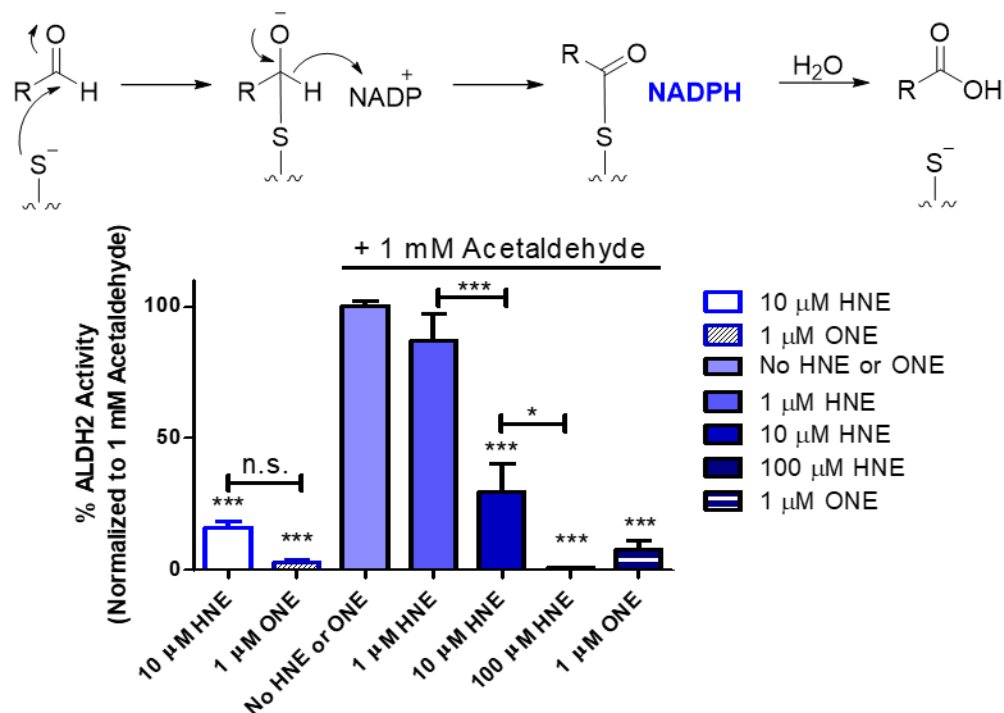 O
R
H
S⁻
O⁻
R
H
NADP⁺
S
R
O
S
NADPH
H₂O
O
R
OH
S⁻
+ 1 mM Acetaldehyde
% ALDH2 Activity
(Normalized to 1 mM Acetaldehyde)
100
50
0
***
n.s.
***
***
***
*
***
***
10 μM HNE
1 μM ONE
No HNE or ONE
1 μM HNE
10 μM HNE
100 μM HNE
1 μM ONE
10 μM HNE
1 μM ONE
No HNE or ONE
1 μM HNE
10 μM HNE
100 μM HNE
1 μM ONE